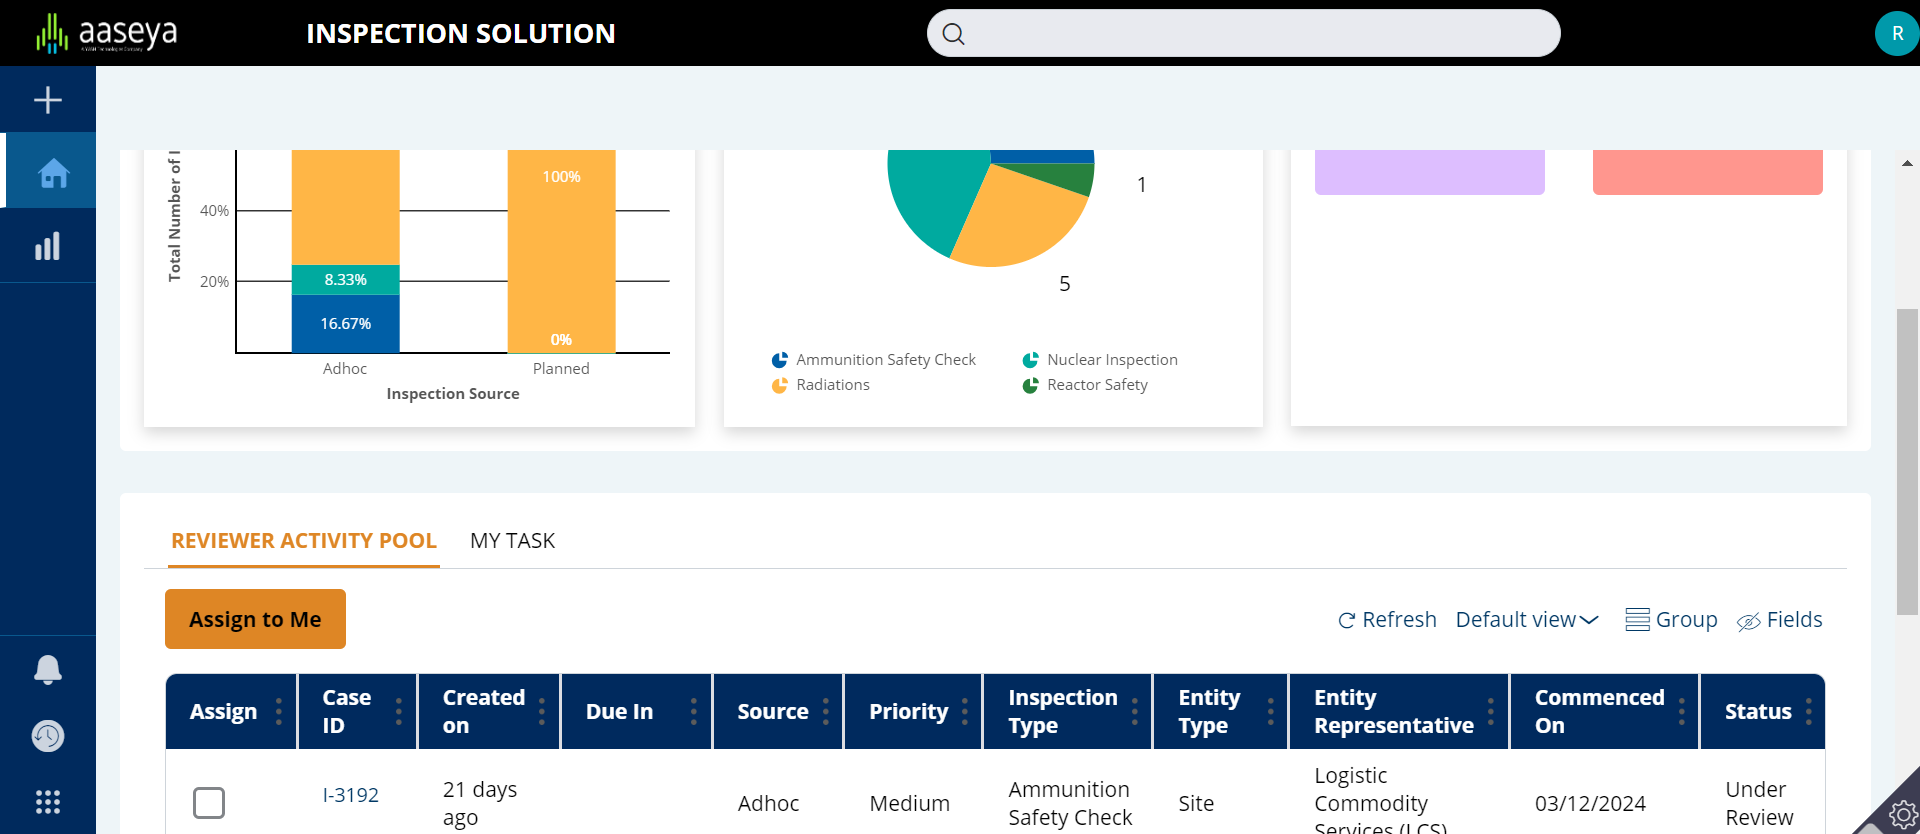 aaseya
INSPECTION SOLUTION
R
Total Number of I
40%
20%
100%
8.33%
16.67%
0%
Adhoc
Planned
Inspection Source
1
5
Ammunition Safety Check
Nuclear Inspection
Radiations
Reactor Safety
REVIEWER ACTIVITY POOL
MY TASK
Assign to Me
Refresh
Default view
Group
Fields
Assign
Case
ID
Created
on
Due In
Source
Priority
Inspection
Type
Entity
Type
Entity
Representative
Commenced
On
Status
I-3192
21 days
ago
Adhoc
Medium
Ammunition
Safety Check
Site
Logistic
Commodity
Services (LCS)
03/12/2024
Under
Review